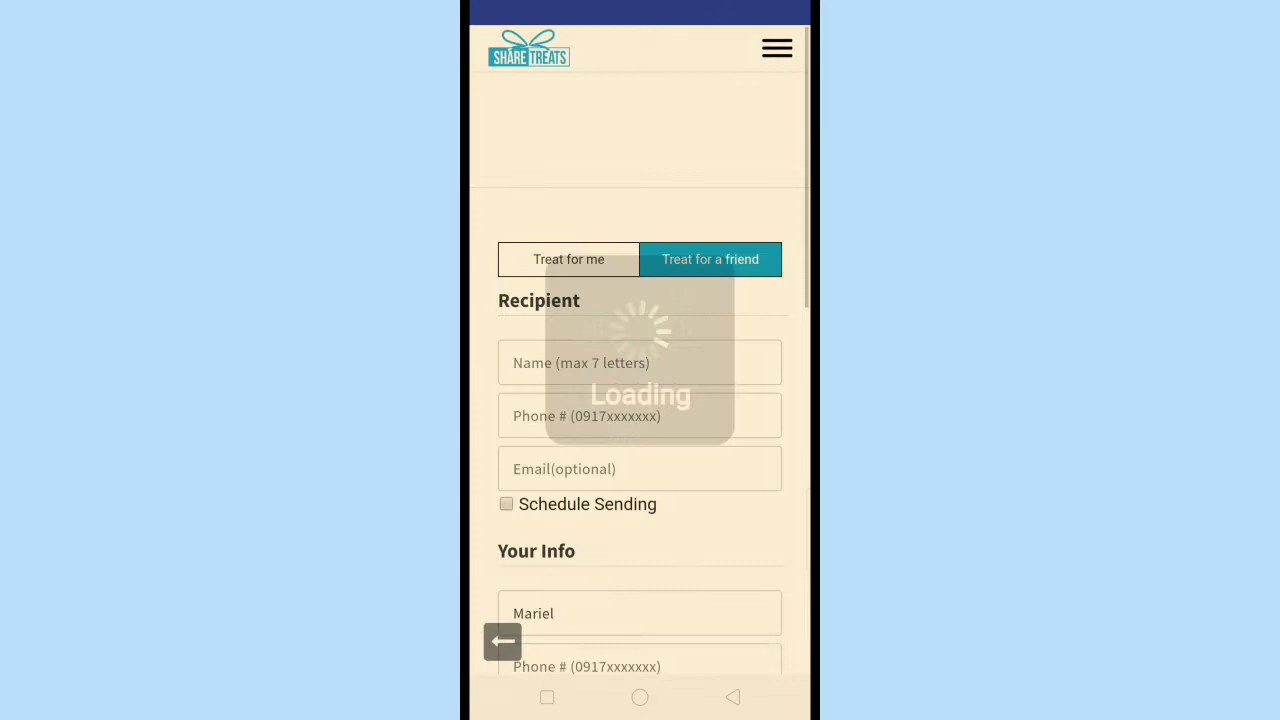 SHARE TREATS
Treat for me
Treat for a friend
Recipient
Name (max 7 letters)
Loading
Phone # (0917xxxxxxx)
Email(optional)
Schedule Sending
Your Info
Mariel
Phone # (0917xxxxxxx)